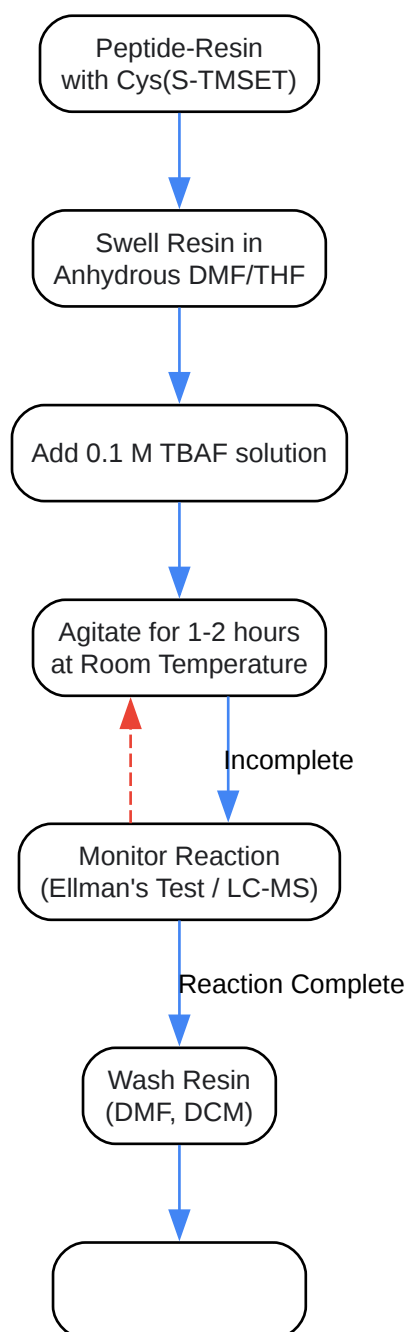 Peptide-Resin
with Cys(S-TMSET)
Swell Resin in
Anhydrous DMF/THF
Add 0.1 M TBAF solution
Agitate for 1-2 hours
at Room Temperature
Incomplete
Monitor Reaction
(Ellman's Test / LC-MS)
Reaction Complete
Wash Resin
(DMF, DCM)